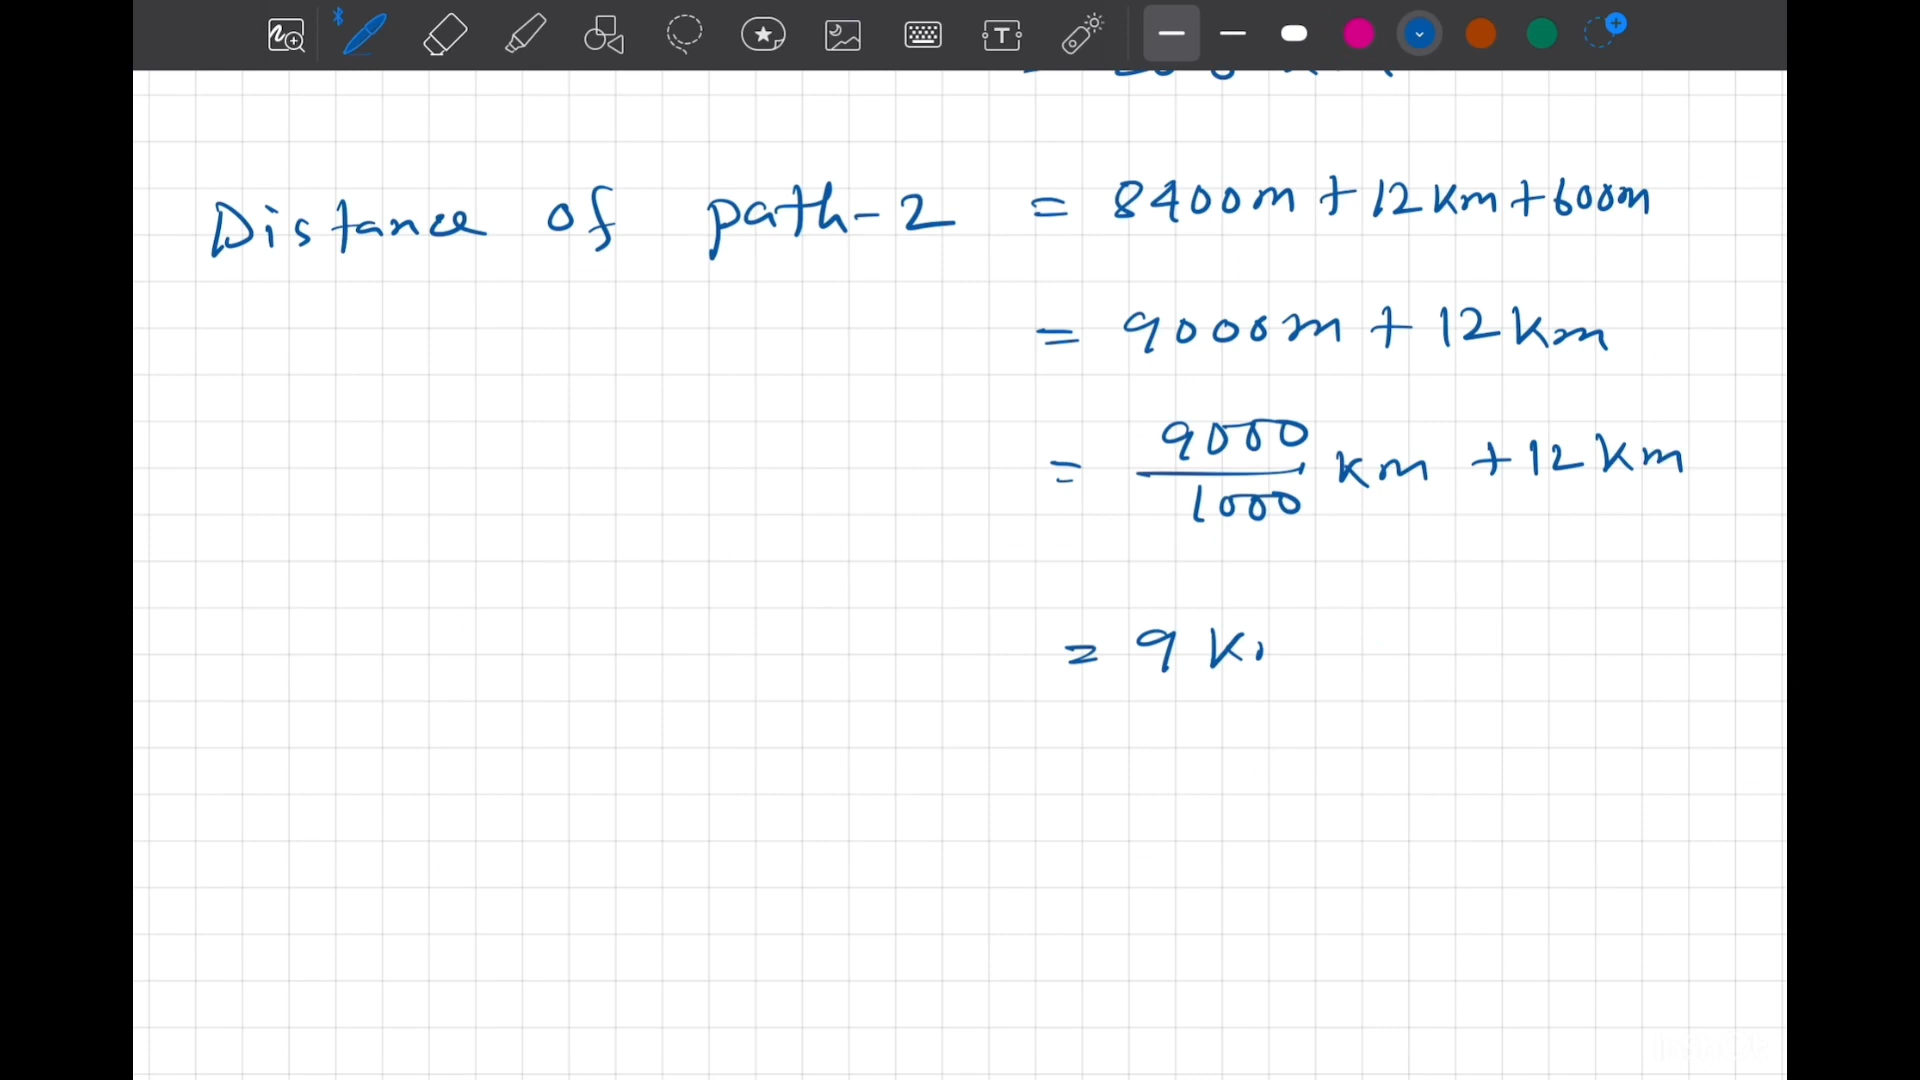 Distance of path-2 = 8400m + 12km + 600m
= 9000m + 12km
= 9000/1000 km + 12km
= 9 K